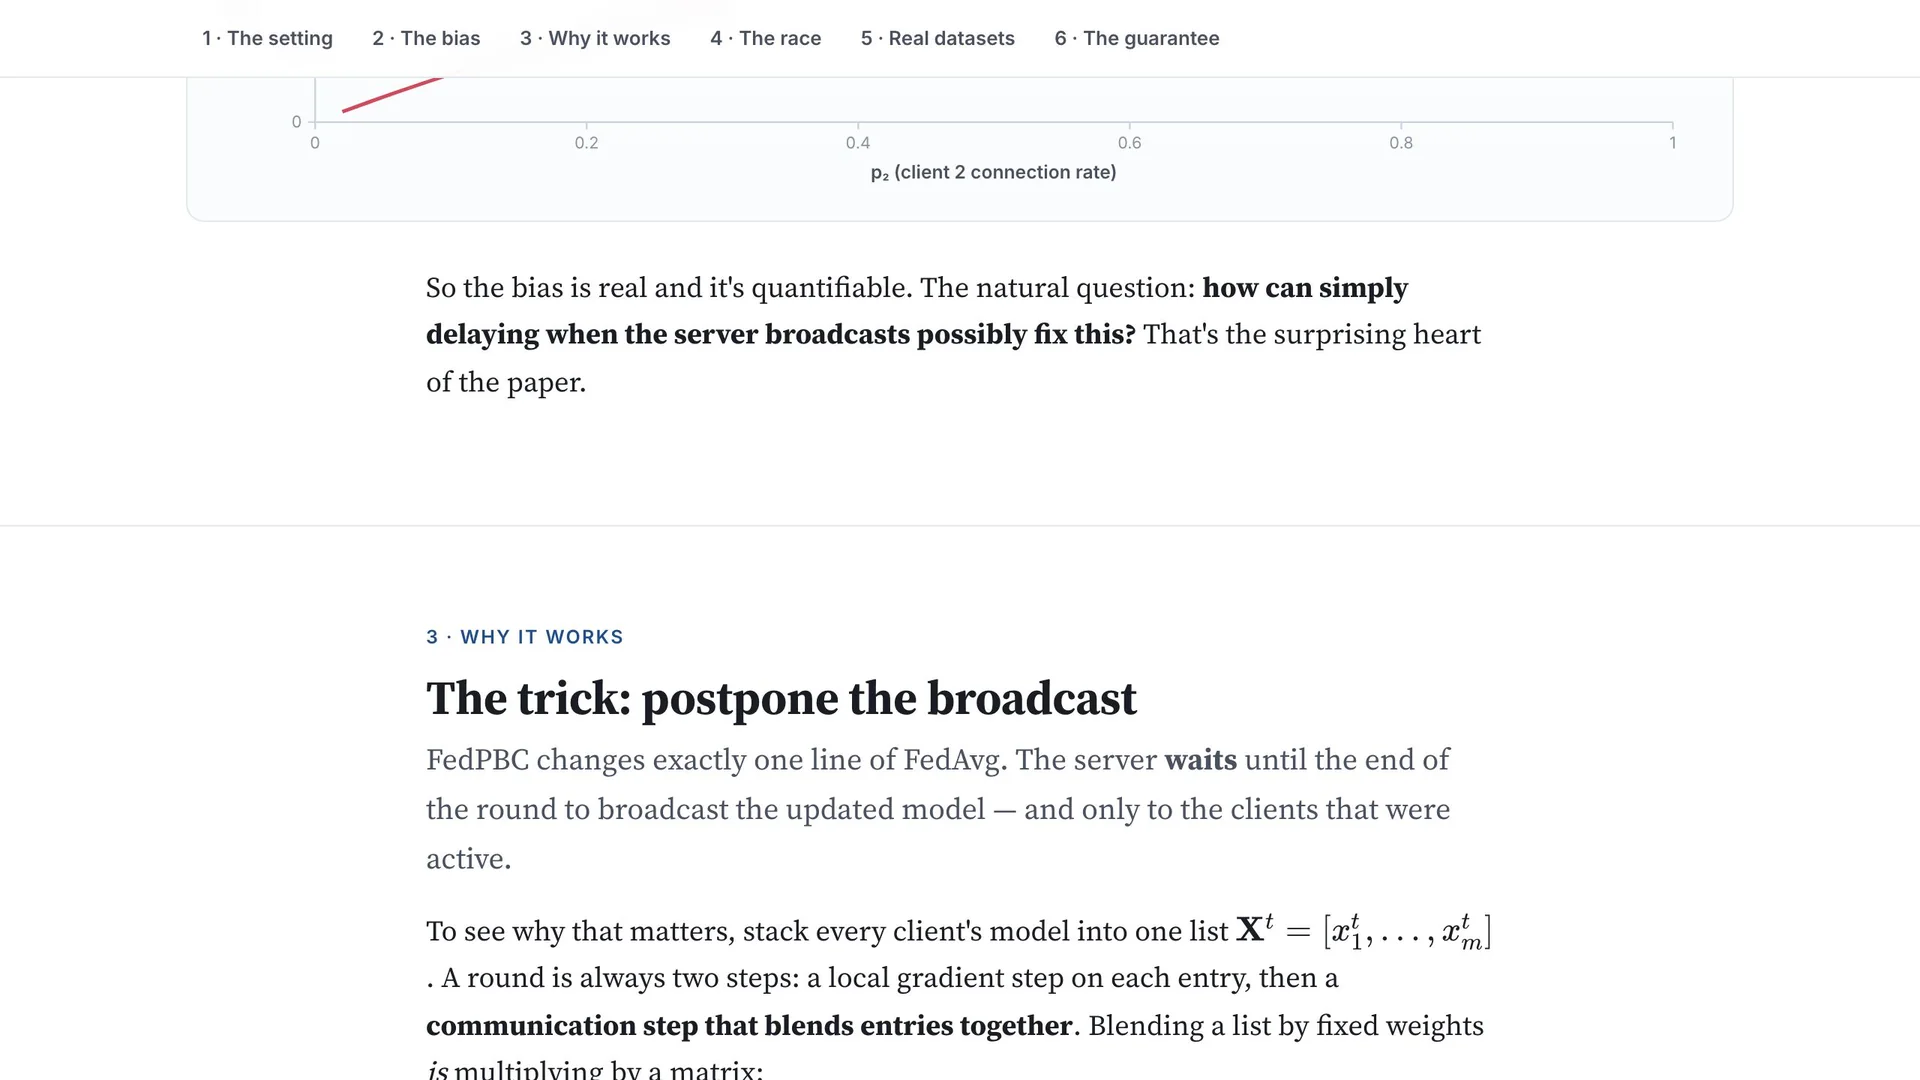 1 · The setting 2 · The bias 3 · Why it works 4 · The race 5 · Real datasets 6 · The guarantee
0
0 0.2 0.4 0.6 0.8 1
p₂ (client 2 connection rate)
So the bias is real and it's quantifiable. The natural question: how can simply
delaying when the server broadcasts possibly fix this? That's the surprising heart
of the paper.
3 · WHY IT WORKS
The trick: postpone the broadcast
FedPBC changes exactly one line of FedAvg. The server waits until the end of
the round to broadcast the updated model — and only to the clients that were
active.
To see why that matters, stack every client's model into one list 𝐗ᵗ = [x₁ᵗ, . . . , xₘᵗ]
. A round is always two steps: a local gradient step on each entry, then a
communication step that blends entries together. Blending a list by fixed weights
is multiplying by a matrix: